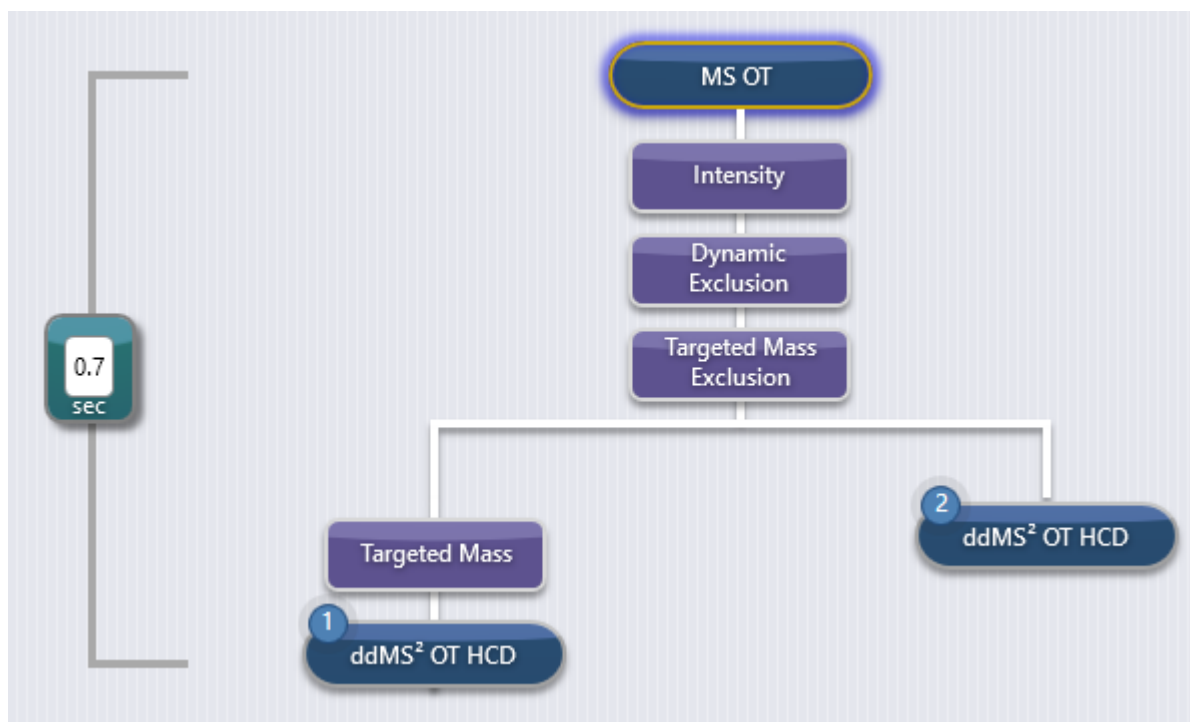 MS OT
Intensity
Dynamic
Exclusion
Targeted Mass
Exclusion
0.7
sec
2
ddMS² OT HCD
Targeted Mass
1
ddMS² OT HCD